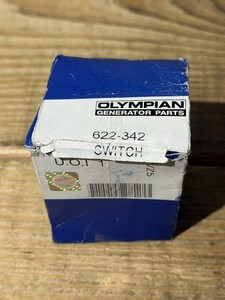 OLYMPIAN
GENERATOR PARTS
622-342
SWITCH